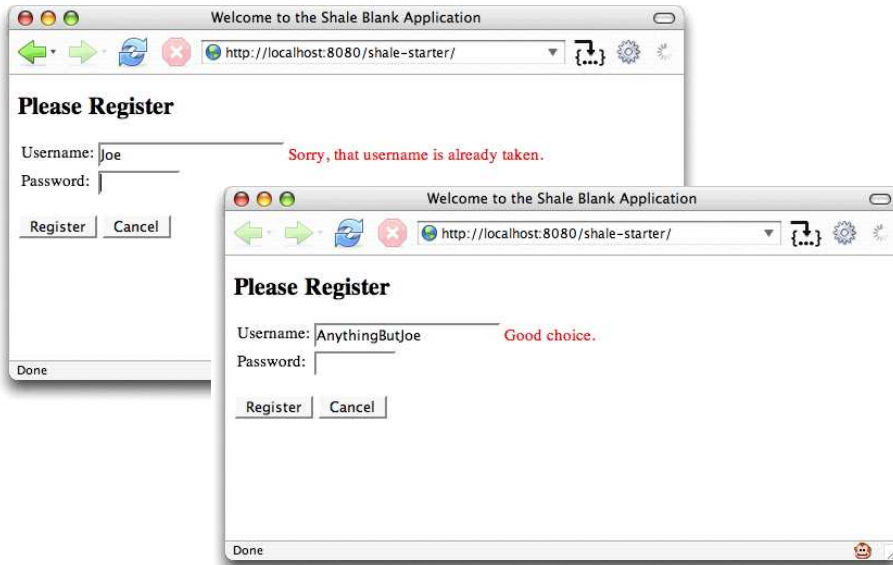 Welcome to the Shale Blank Application
{...}
http://localhost:8080/shale-starter/
Please Register
Username: Joe Sorry, that username is already taken.
Password:
Register Cancel
Done
Welcome to the Shale Blank Application
http://localhost:8080/shale-starter/
{...}
Please Register
Username: AnythingButJoe Good choice.
Password:
Register Cancel
Done